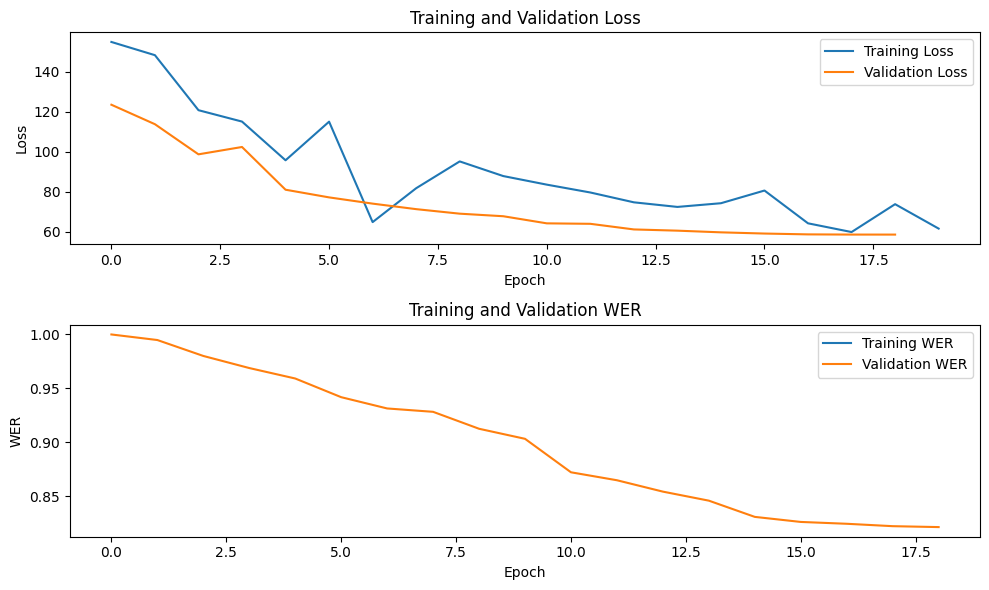 Training and Validation Loss
Loss
140
120
100
80
60
Training Loss
Validation Loss
0.0 2.5 5.0 7.5 10.0 12.5 15.0 17.5
Epoch
Training and Validation WER
WER
1.00
0.95
0.90
0.85
Training WER
Validation WER
0.0 2.5 5.0 7.5 10.0 12.5 15.0 17.5
Epoch